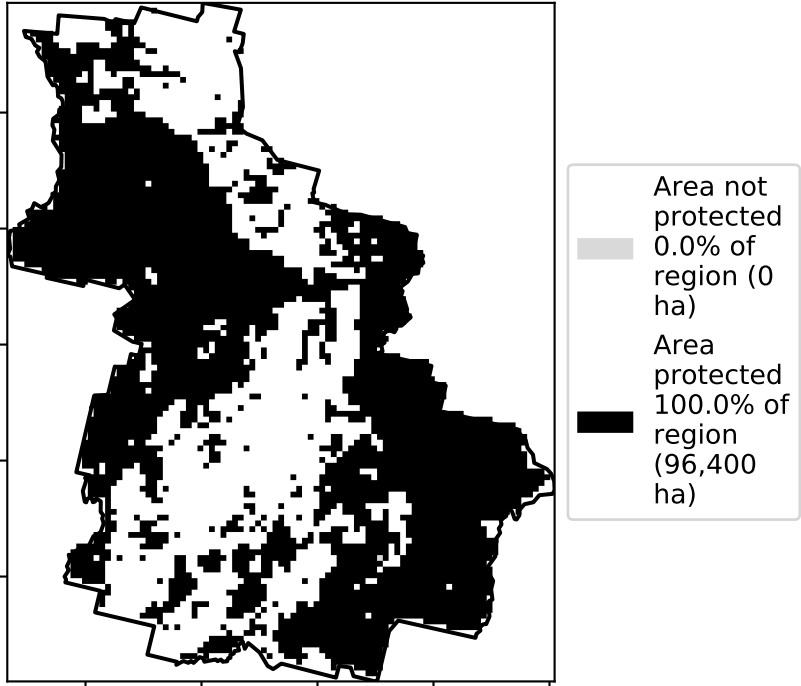 Area not
protected
0.0% of
region (0
ha)
Area
protected
100.0% of
region
(96,400
ha)